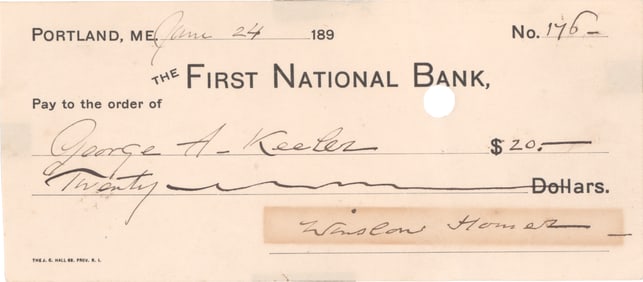 PORTLAND, ME. June 24 189 No. 176-
THE FIRST NATIONAL BANK,
Pay to the order of
George A. Keeler $ 20.—
Twenty Dollars.
Winslow Homer
THE J. C. HALL CO. PROV. R. I.